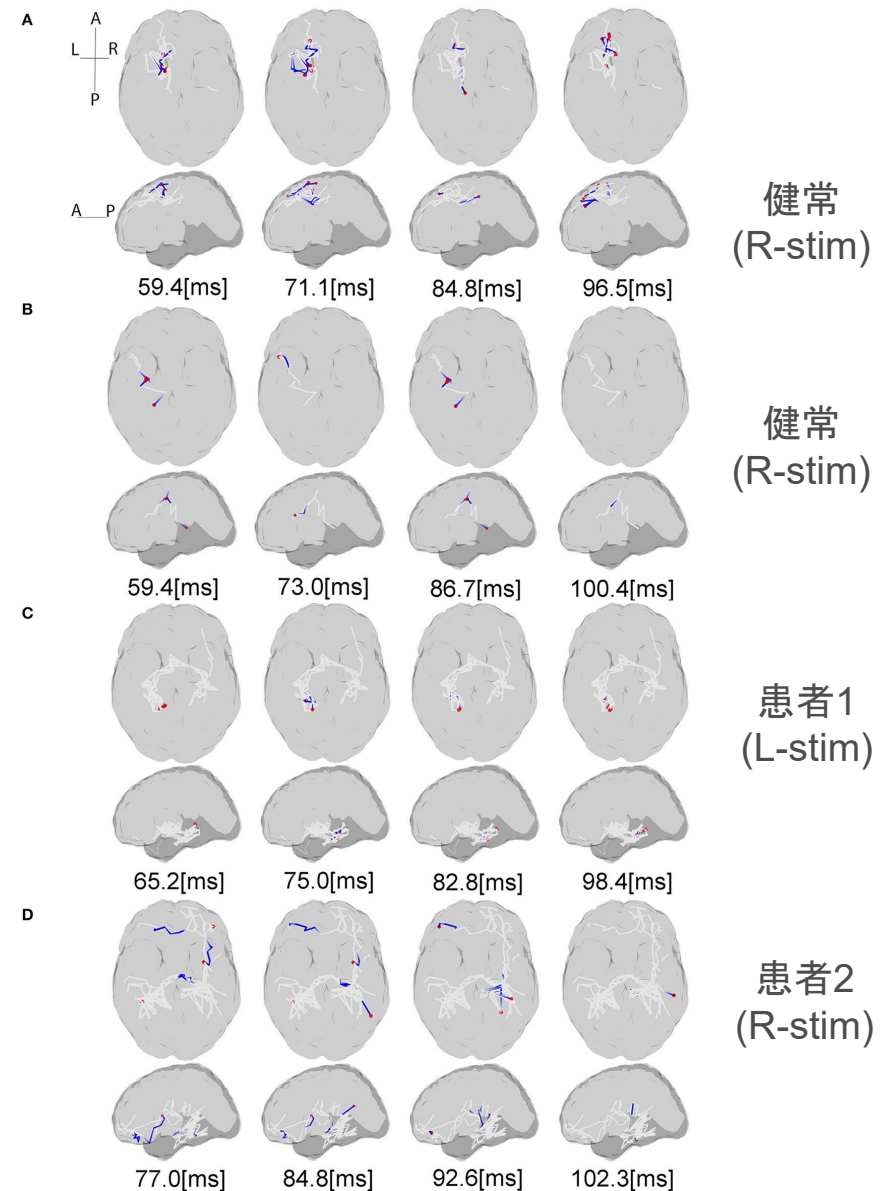 A
A
L R
P
A P
59.4[ms] 71.1[ms] 84.8[ms] 96.5[ms]
健常
(R-stim)
B
59.4[ms] 73.0[ms] 86.7[ms] 100.4[ms]
健常
(R-stim)
C
65.2[ms] 75.0[ms] 82.8[ms] 98.4[ms]
患者1
(L-stim)
D
77.0[ms] 84.8[ms] 92.6[ms] 102.3[ms]
患者2
(R-stim)